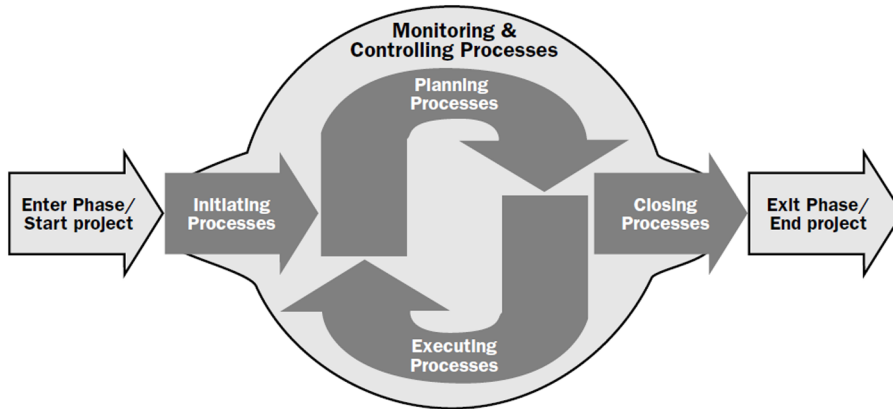 Monitoring &
Controlling Processes
Planning
Processes
Enter Phase/
Start project
Initiating
Processes
Closing
Processes
Exit Phase/
End project
Executing
Processes